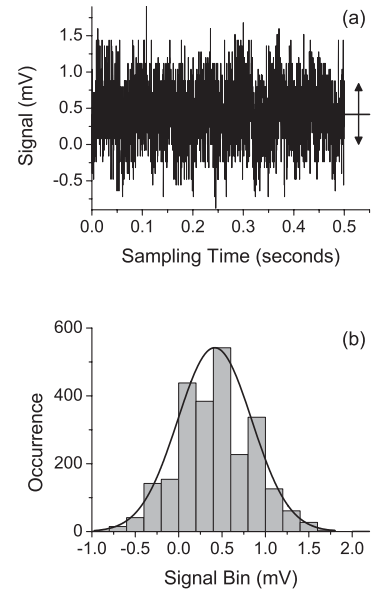 (a)
1.5
1.0
0.5
0.0
-0.5
Signal (mV)
0.0 0.1 0.2 0.3 0.4 0.5
Sampling Time (seconds)
(b)
600
400
200
0
Occurrence
-1.0 -0.5 0.0 0.5 1.0 1.5 2.0
Signal Bin (mV)